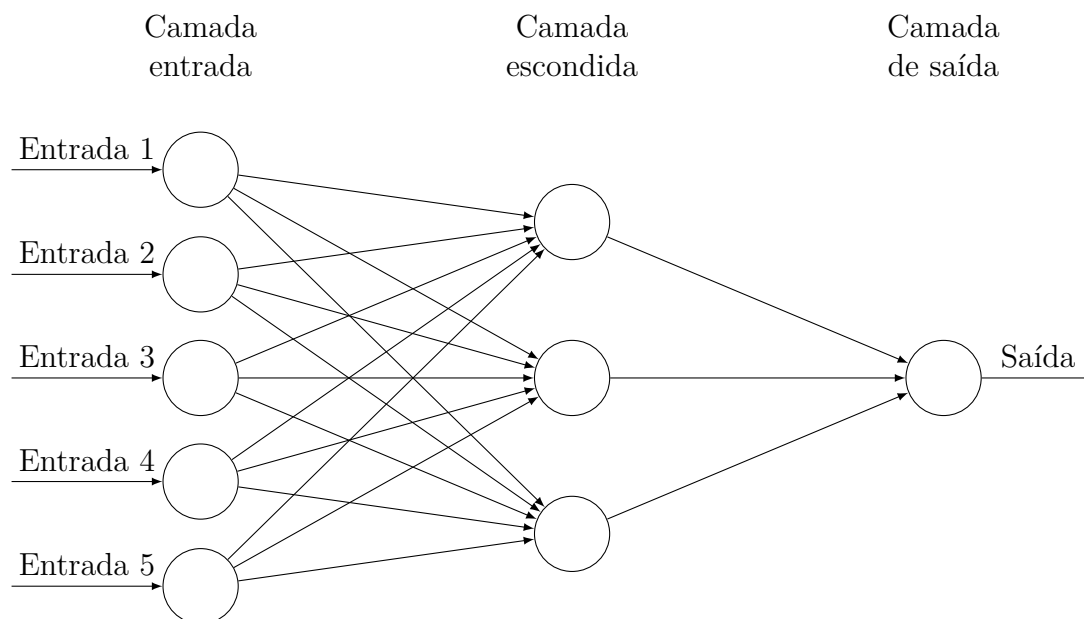 Camada
entrada
Camada
escondida
Camada
de saída
Entrada 1
Entrada 2
Entrada 3
Entrada 4
Entrada 5
Saída